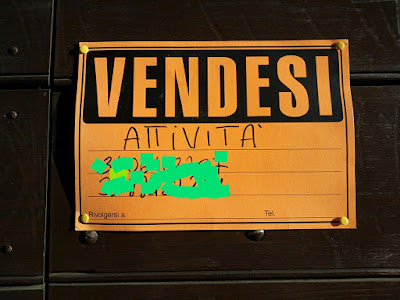 VENDESI
ATTIVITÀ
Rivolgersi a Tel.